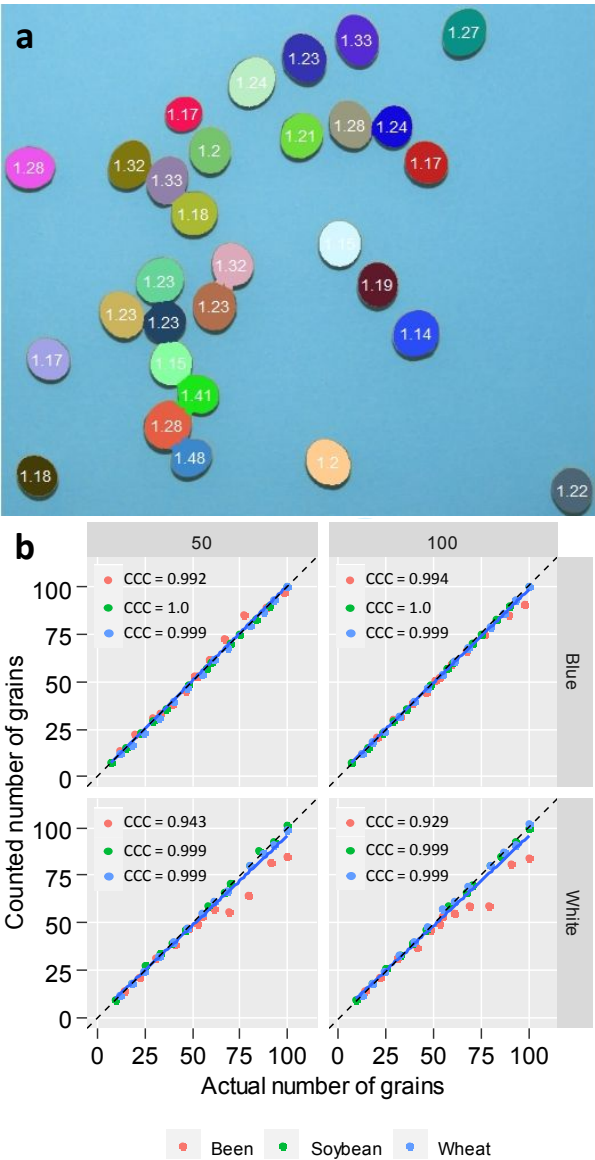 a
1.27
1.33
1.23
1.24
1.17
1.21
1.28
1.24
1.2
1.32
1.17
1.28
1.33
1.18
1.15
1.32
1.23
1.19
1.23
1.23
1.23
1.14
1.17
1.15
1.41
1.28
1.48
1.2
1.18
1.22
b
50
100
CCC = 0.992
CCC = 1.0
CCC = 0.999
CCC = 0.994
CCC = 1.0
CCC = 0.999
Blue
100
75
50
25
0
CCC = 0.943
CCC = 0.999
CCC = 0.999
CCC = 0.929
CCC = 0.999
CCC = 0.999
White
100
75
50
25
0
Counted number of grains
0 25 50 75 100
0 25 50 75 100
Actual number of grains
Been Soybean Wheat